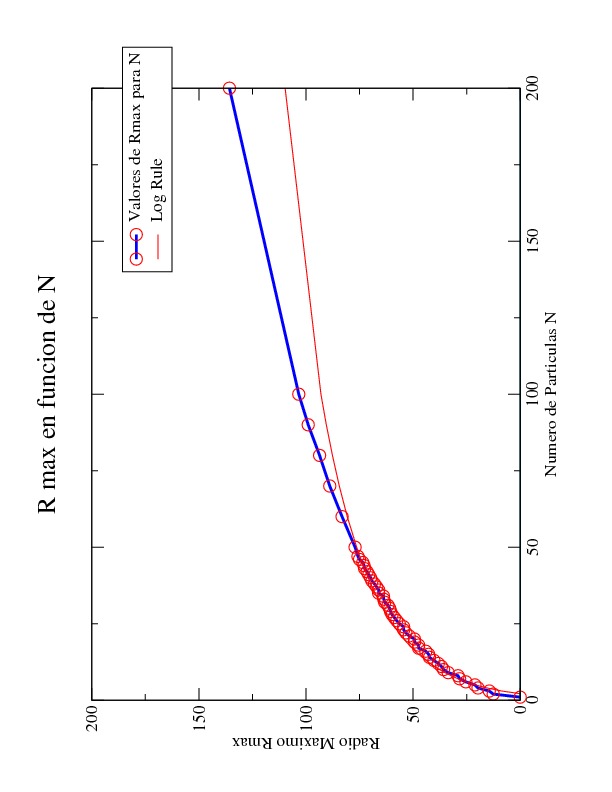 R max en funcion de N
Valores de Rmax para N
Log Rule
200
150
100
50
0
Radio Maximo Rmax
0
50
100
150
200
Numero de Particulas N